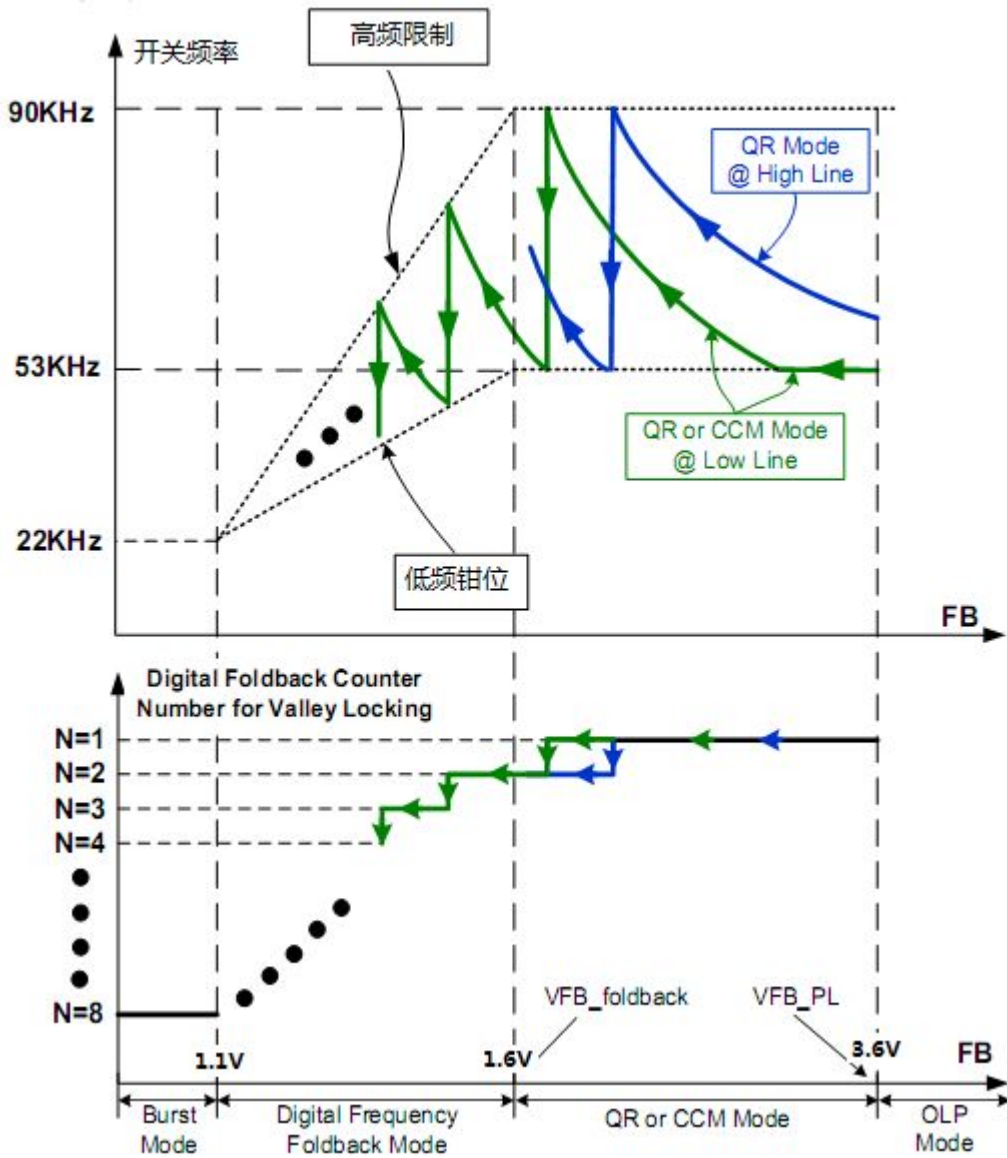 高频限制
开关频率
90KHz
QR Mode
@ High Line
53KHz
QR or CCM Mode
@ Low Line
22KHz
低频钳位
FB
Digital Foldback Counter
Number for Valley Locking
N=1
N=2
N=3
N=4
N=8
VFB_foldback
VFB_PL
1.1V
1.6V
3.6V
FB
Burst
Mode
Digital Frequency
Foldback Mode
QR or CCM Mode
OLP
Mode